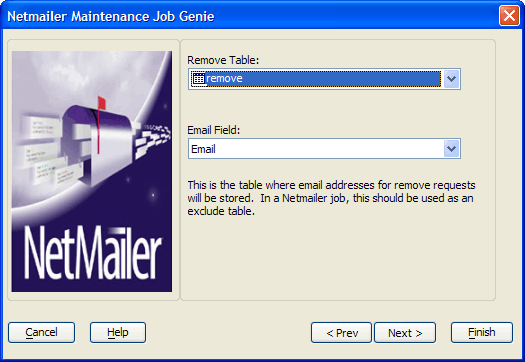 Netmailer Maintenance Job Genie
Remove Table:
remove
Email Field:
Email
This is the table where email addresses for remove requests
will be stored. In a Netmailer job, this should be used as an
exclude table.
NetMailer
Cancel
Help
< Prev
Next >
Finish